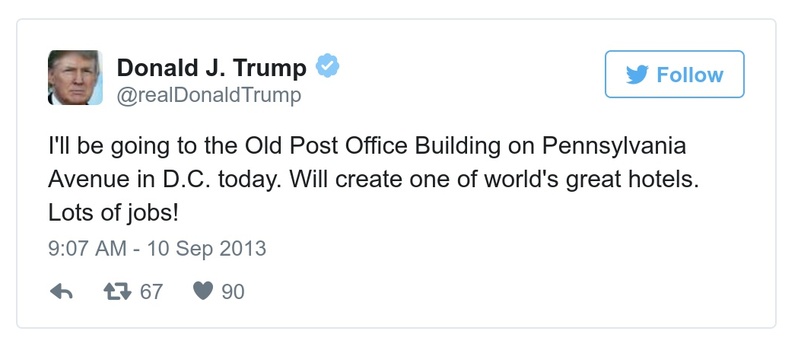 Donald J. Trump
@realDonaldTrump
Follow
I'll be going to the Old Post Office Building on Pennsylvania
Avenue in D.C. today. Will create one of world's great hotels.
Lots of jobs!
9:07 AM - 10 Sep 2013
67 90